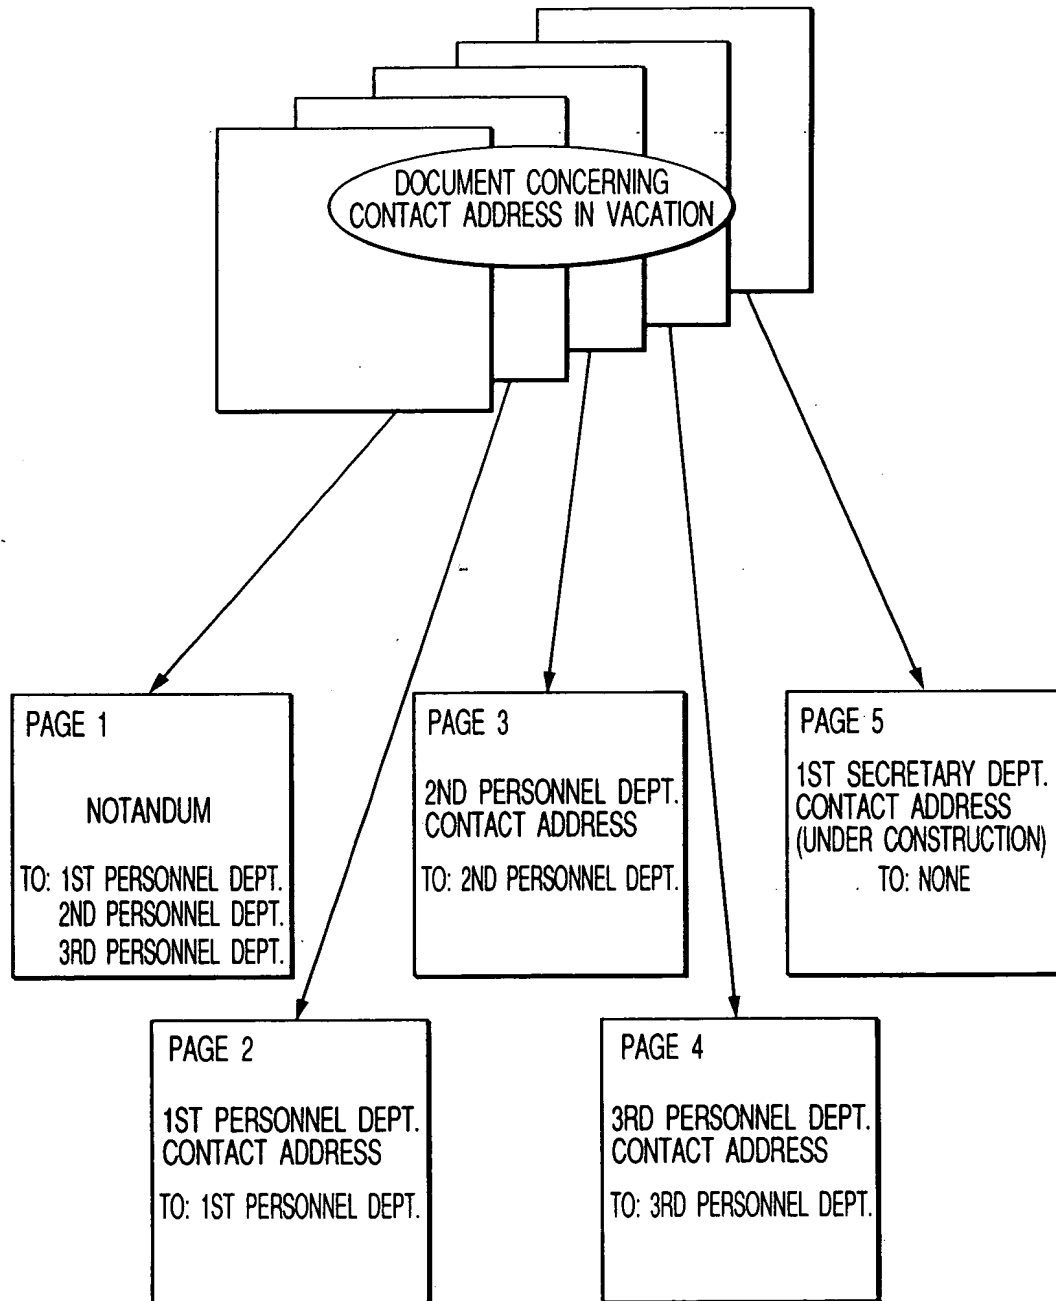 DOCUMENT CONCERNING
CONTACT ADDRESS IN VACATION
PAGE 1
NOTANDUM
TO: 1ST PERSONNEL DEPT.
2ND PERSONNEL DEPT.
3RD PERSONNEL DEPT.
PAGE 3
2ND PERSONNEL DEPT.
CONTACT ADDRESS
TO: 2ND PERSONNEL DEPT.
PAGE 5
1ST SECRETARY DEPT.
CONTACT ADDRESS
(UNDER CONSTRUCTION)
TO: NONE
PAGE 2
1ST PERSONNEL DEPT.
CONTACT ADDRESS
TO: 1ST PERSONNEL DEPT.
PAGE 4
3RD PERSONNEL DEPT.
CONTACT ADDRESS
TO: 3RD PERSONNEL DEPT.